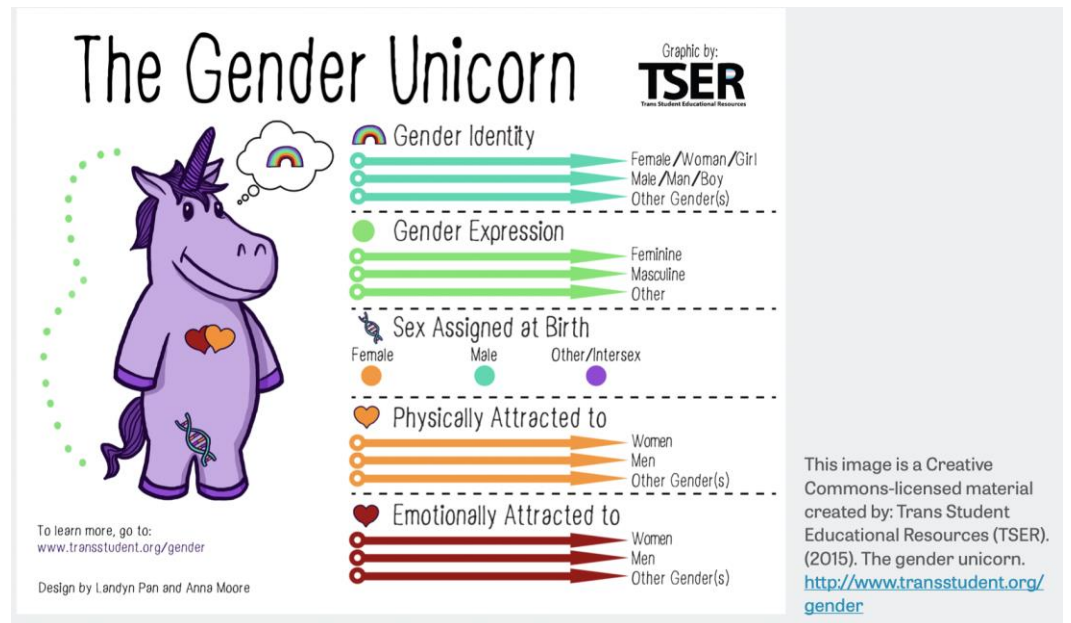 The Gender Unicorn
Graphic by:
TSER
Trans Student Educational Resources
Gender Identity
Female/Woman/Girl
Male/Man/Boy
Other Gender(s)
Gender Expression
Feminine
Masculine
Other
Sex Assigned at Birth
Female Male Other/Intersex
Physically Attracted to
Women
Men
Other Gender(s)
Emotionally Attracted to
Women
Men
Other Gender(s)
To learn more, go to:
www.transstudent.org/gender
Design by Landyn Pan and Anna Moore
This image is a Creative
Commons-licensed material
created by: Trans Student
Educational Resources (TSER).
(2015). The gender unicorn.
http://www.transstudent.org/
gender